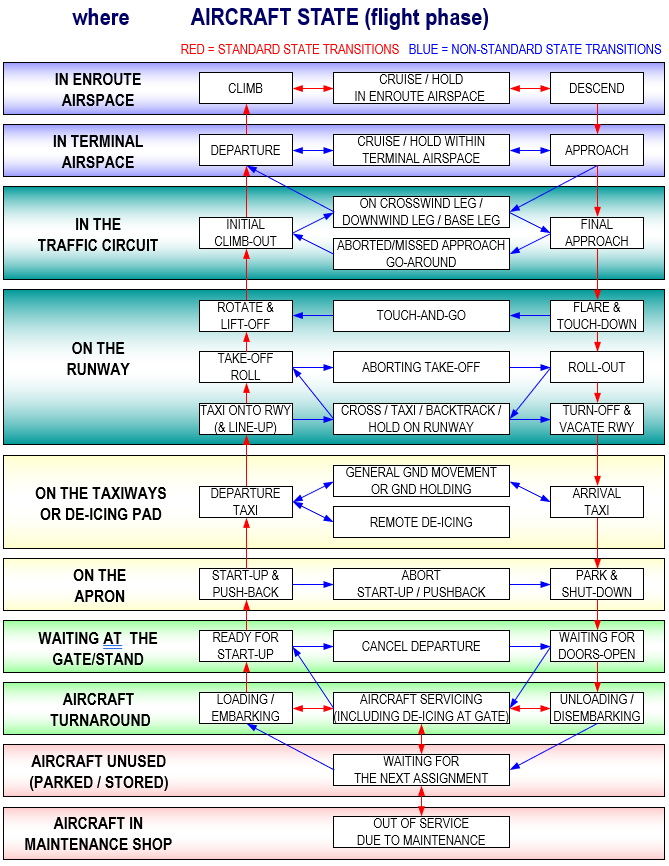 where AIRCRAFT STATE (flight phase)
RED = STANDARD STATE TRANSITIONS BLUE = NON-STANDARD STATE TRANSITIONS
IN ENROUTE
AIRSPACE
CLIMB
CRUISE / HOLD
IN ENROUTE AIRSPACE
DESCEND
IN TERMINAL
AIRSPACE
DEPARTURE
CRUISE / HOLD WITHIN
TERMINAL AIRSPACE
APPROACH
IN THE
TRAFFIC CIRCUIT
INITIAL
CLIMB-OUT
ON CROSSWIND LEG /
DOWNWIND LEG / BASE LEG
ABORTED/MISSED APPROACH
GO-AROUND
FINAL
APPROACH
ON THE
RUNWAY
ROTATE &
LIFT-OFF
TOUCH-AND-GO
FLARE &
TOUCH-DOWN
TAKE-OFF
ROLL
ABORTING TAKE-OFF
ROLL-OUT
TAXI ONTO RWY
(& LINE-UP)
CROSS / TAXI / BACKTRACK /
HOLD ON RUNWAY
TURN-OFF &
VACATE RWY
ON THE TAXIWAYS
OR DE-ICING PAD
DEPARTURE
TAXI
GENERAL GND MOVEMENT
OR GND HOLDING
REMOTE DE-ICING
ARRIVAL
TAXI
ON THE
APRON
START-UP &
PUSH-BACK
ABORT
START-UP / PUSHBACK
PARK &
SHUT-DOWN
WAITING AT THE
GATE/STAND
READY FOR
START-UP
CANCEL DEPARTURE
WAITING FOR
DOORS-OPEN
AIRCRAFT
TURNAROUND
LOADING /
EMBARKING
AIRCRAFT SERVICING
(INCLUDING DE-ICING AT GATE)
UNLOADING /
DISEMBARKING
AIRCRAFT UNUSED
(PARKED / STORED)
WAITING FOR
THE NEXT ASSIGNMENT
AIRCRAFT IN
MAINTENANCE SHOP
OUT OF SERVICE
DUE TO MAINTENANCE